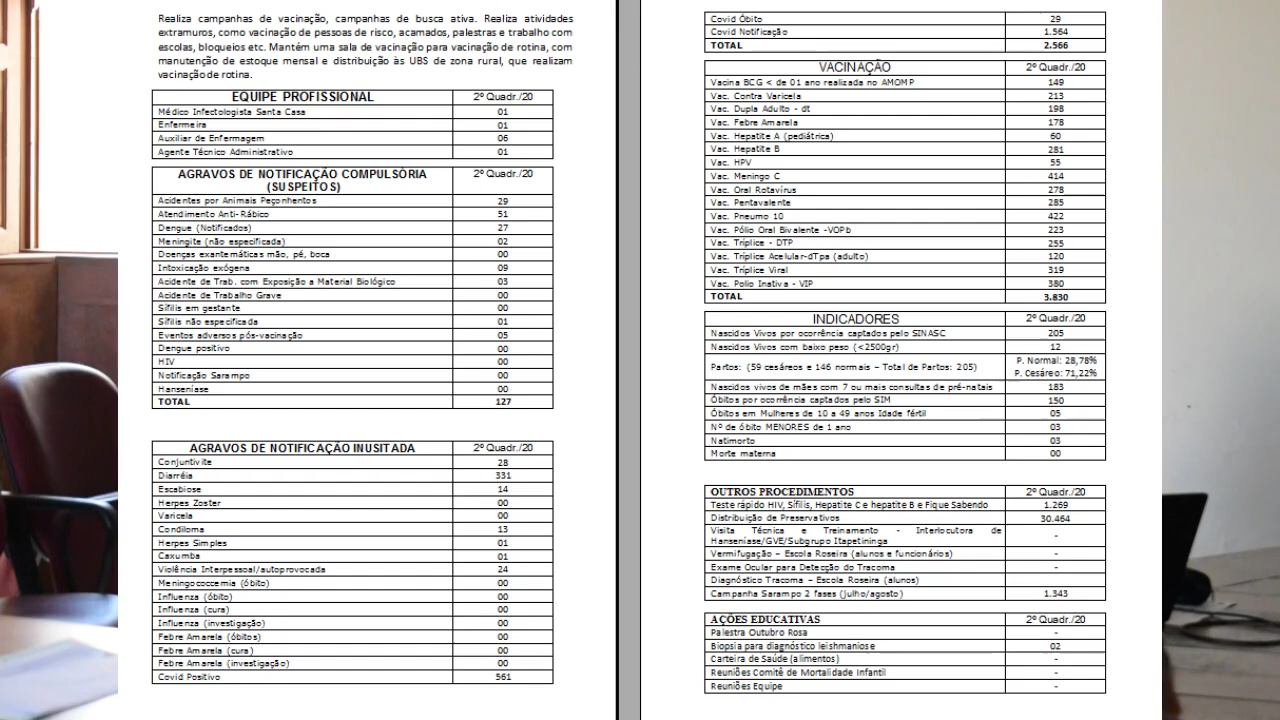 Realiza campanhas de vacinação, campanhas de busca ativa. Realiza atividades
extramuros, como vacinação de pessoas de risco, acamados, palestras e trabalho com
escolas, bloqueios etc. Mantém uma sala de vacinação para vacinação de rotina, com
manutenção de estoque mensal e distribuição às UBS de zona rural, que realizam
vacinação de rotina.
EQUIPE PROFISSIONAL 2º Quadr./20
Médico Infectologista Santa Casa 01
Enfermeira 01
Auxiliar de Enfermagem 06
Agente Técnico Administrativo 01
AGRAVOS DE NOTIFICAÇÃO COMPULSÓRIA 2º Quadr./20
(SUSPEITOS)
Acidentes por Animais Peçonhentos 29
Atendimento Anti-Rábico 51
Dengue (Notificados) 27
Meningite (não especificada) 02
Doenças exantemáticas mão, pé, boca 00
Intoxicação exógena 09
Acidente de Trab. com Exposição a Material Biológico 03
Acidente de Trabalho Grave 00
Sífilis em gestante 00
Sífilis não especificada 01
Eventos adversos pós-vacinação 05
Dengue positivo 00
HIV 00
Notificação Sarampo 00
Hanseníase 00
TOTAL 127
AGRAVOS DE NOTIFICAÇÃO INUSITADA 2º Quadr./20
Conjuntivite 28
Diarréia 331
Escabiose 14
Herpes Zoster 00
Varicela 00
Condiloma 13
Herpes Simples 01
Caxumba 01
Violência Interpessoal/autoprovocada 24
Meningococcemia (óbito) 00
Influenza (óbito) 00
Influenza (cura) 00
Influenza (investigação) 00
Febre Amarela (óbitos) 00
Febre Amarela (cura) 00
Febre Amarela (investigação) 00
Covid Positivo 561
Covid Óbito 29
Covid Notificação 1.564
TOTAL 2.566
VACINAÇÃO 2º Quadr./20
Vacina BCG < de 01 ano realizada no AMOMP 149
Vac. Contra Varicela 213
Vac. Dupla Adulto - dt 198
Vac. Febre Amarela 178
Vac. Hepatite A (pediátrica) 60
Vac. Hepatite B 281
Vac. HPV 55
Vac. Meningo C 414
Vac. Oral Rotavírus 278
Vac. Pentavalente 285
Vac. Pneumo 10 422
Vac. Pólio Oral Bivalente -VOPb 223
Vac. Tríplice - DTP 255
Vac. Tríplice Acelular-dTpa (adulto) 120
Vac. Tríplice Viral 319
Vac. Polio Inativa - VIP 380
TOTAL 3.830
INDICADORES 2º Quadr./20
Nascidos Vivos por ocorrência captados pelo SINASC 205
Nascidos Vivos com baixo peso (<2500gr) 12
Partos: (59 cesáreos e 146 normais – Total de Partos: 205) P. Normal: 28,78%
P. Cesáreo: 71,22%
Nascidos vivos de mães com 7 ou mais consultas de pré-natais 183
Óbitos por ocorrência captados pelo SIM 150
Óbitos em Mulheres de 10 a 49 anos Idade fértil 05
Nº de óbito MENORES de 1 ano 03
Natimorto 03
Morte materna 00
OUTROS PROCEDIMENTOS 2º Quadr./20
Teste rápido HIV, Sífilis, Hepatite C e hepatite B e Fique Sabendo 1.269
Distribuição de Preservativos 30.464
Visita Técnica e Treinamento - Interlocutora de
Hanseníase/GVE/Subgrupo Itapetininga -
Vermifugação – Escola Roseira (alunos e funcionários) -
Exame Ocular para Detecção do Tracoma -
Diagnóstico Tracoma – Escola Roseira (alunos)
Campanha Sarampo 2 fases (julho/agosto) 1.343
AÇÕES EDUCATIVAS 2º Quadr./20
Palestra Outubro Rosa -
Biopsia para diagnóstico leishmaniose 02
Carteira de Saúde (alimentos) -
Reuniões Comitê de Mortalidade Infantil -
Reuniões Equipe -